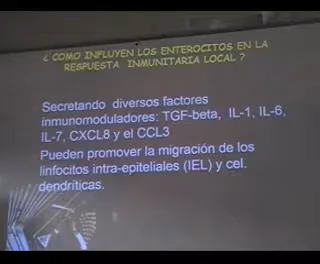 ¿ COMO INFLUYEN LOS ENTEROCITOS EN LA
RESPUESTA INMUNITARIA LOCAL ?
Secretando diversos factores
inmunomoduladores: TGF-beta, IL-1, IL-6,
IL-7, CXCL8 y el CCL3
Pueden promover la migración de los
linfocitos intra-epiteliales (IEL) y cel.
dendríticas.